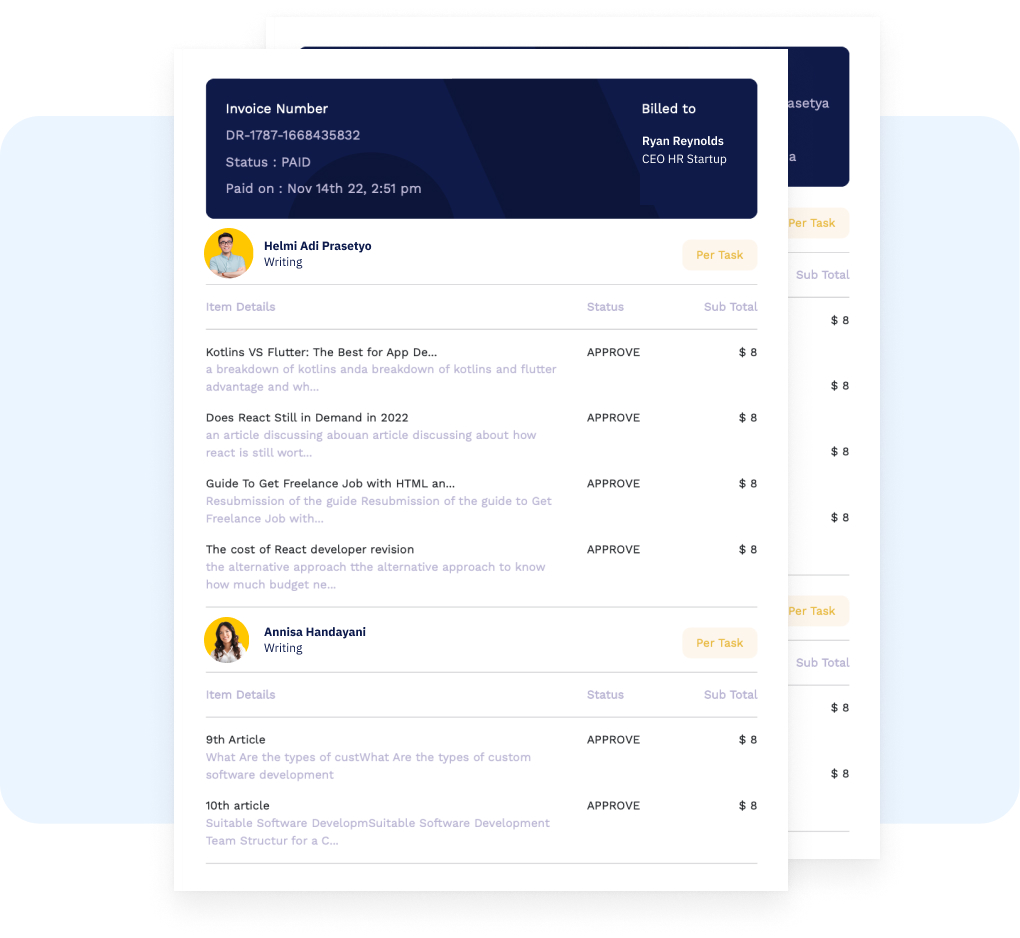 Invoice Number
DR-1787-1668435832
Status : PAID
Paid on : Nov 14th 22, 2:51 pm
Billed to
Ryan Reynolds
CEO HR Startup
Helmi Adi Prasetyo
Writing
Per Task
Item Details Status Sub Total
Kotlins VS Flutter: The Best for App De... APPROVE $ 8
a breakdown of kotlins anda breakdown of kotlins and flutter
advantage and wh...
Does React Still in Demand in 2022 APPROVE $ 8
an article discussing abouan article discussing about how
react is still wort...
Guide To Get Freelance Job with HTML an... APPROVE $ 8
Resubmission of the guide Resubmission of the guide to Get
Freelance Job with...
The cost of React developer revision APPROVE $ 8
the alternative approach tthe alternative approach to know
how much budget ne...
Annisa Handayani
Writing
Per Task
Item Details Status Sub Total
9th Article APPROVE $ 8
What Are the types of custWhat Are the types of custom
software development
10th article APPROVE $ 8
Suitable Software DevelopmSuitable Software Development
Team Structur for a C...
asetya
a
Per Task
Sub Total
$ 8
$ 8
$ 8
$ 8
Per Task
Sub Total
$ 8
$ 8